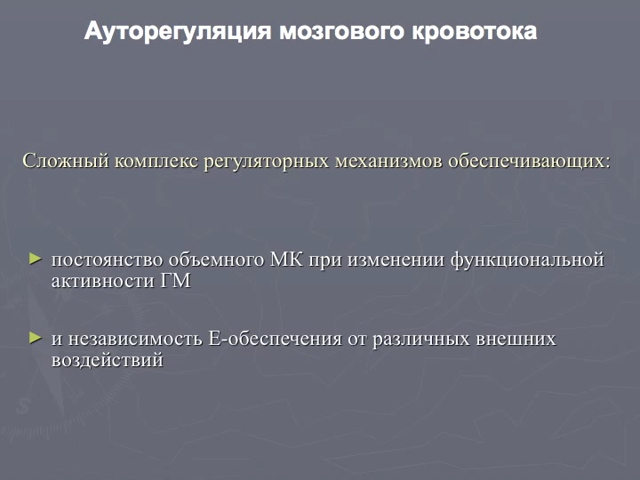 Ауторегуляция мозгового кровотока
Сложный комплекс регуляторных механизмов обеспечивающих:
► постоянство объемного МК при изменении функциональной
активности ГМ
► и независимость Е-обеспечения от различных внешних
воздействий
S